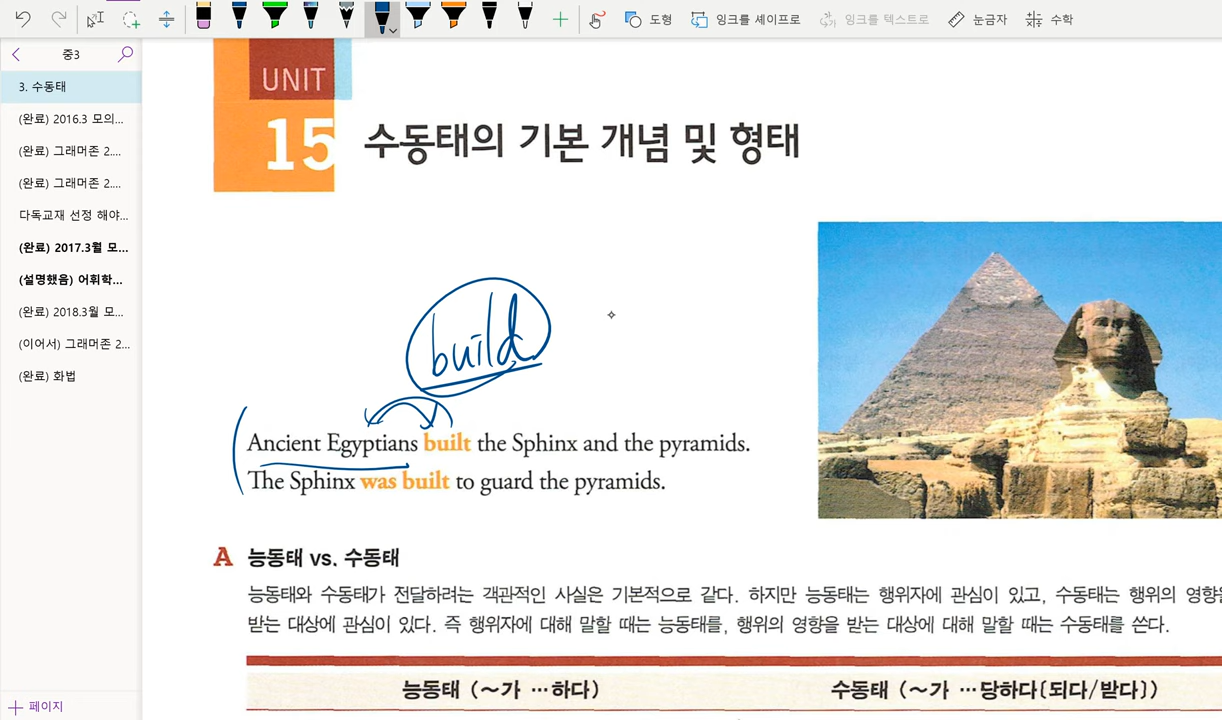 도형 잉크를 셰이프로 잉크를 텍스트로 눈금자 수학
중3
3. 수동태
(완료) 2016.3 모의...
(완료) 그래머존 2....
(완료) 그래머존 2....
다독교재 선정 해야...
(완료) 2017.3월 모...
(설명했음) 어휘학...
(완료) 2018.3월 모...
(이어서) 그래머존 2...
(완료) 화법
페이지
UNIT
15 수동태의 기본 개념 및 형태
build
Ancient Egyptians built the Sphinx and the pyramids.
The Sphinx was built to guard the pyramids.
A 능동태 vs. 수동태
능동태와 수동태가 전달하려는 객관적인 사실은 기본적으로 같다. 하지만 능동태는 행위자에 관심이 있고, 수동태는 행위의 영향을
받는 대상에 관심이 있다. 즉 행위자에 대해 말할 때는 능동태를, 행위의 영향을 받는 대상에 대해 말할 때는 수동태를 쓴다.
능동태 (~가 …하다) 수동태 (~가 …당하다〔되다/받다〕)